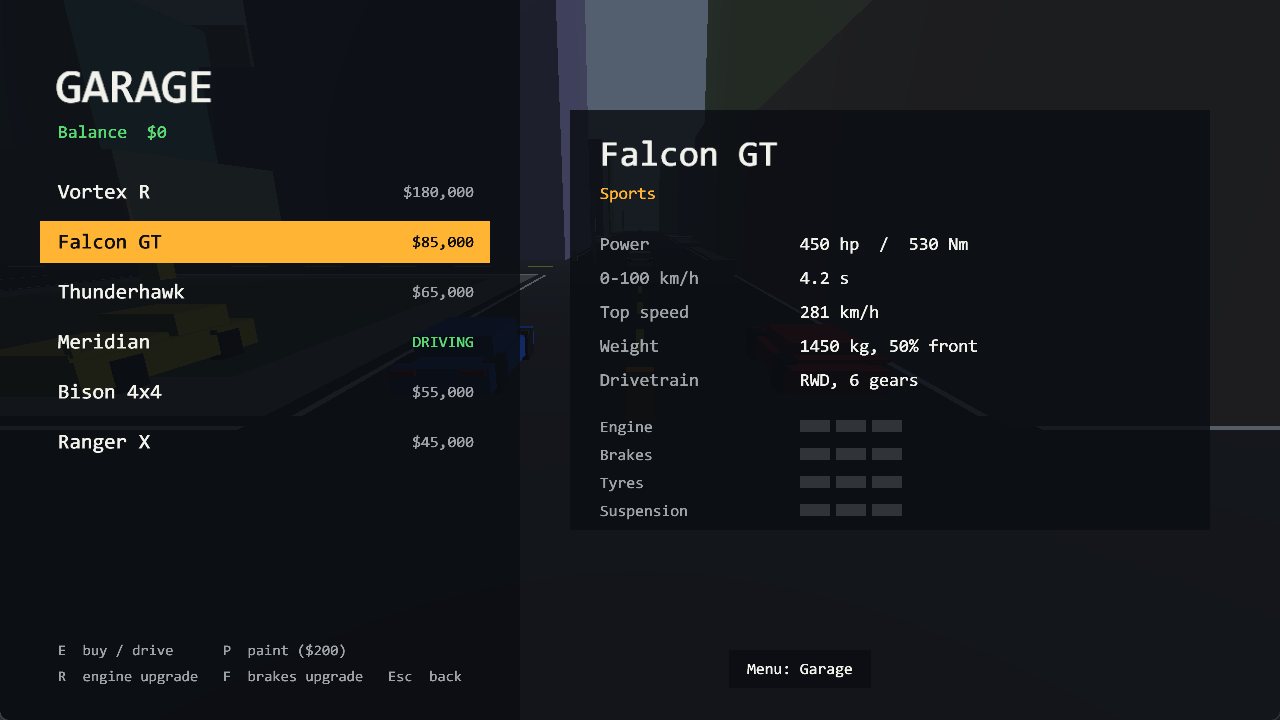 GARAGE
Balance  $0
Vortex R  $180,000
Falcon GT  $85,000
Thunderhawk  $65,000
Meridian  DRIVING
Bison 4x4  $55,000
Ranger X  $45,000
E  buy / drive  P  paint ($200)
R  engine upgrade  F  brakes upgrade  Esc  back
Falcon GT
Sports
Power  450 hp  /  530 Nm
0-100 km/h  4.2 s
Top speed  281 km/h
Weight  1450 kg, 50% front
Drivetrain  RWD, 6 gears
Engine
Brakes
Tyres
Suspension
Menu: Garage